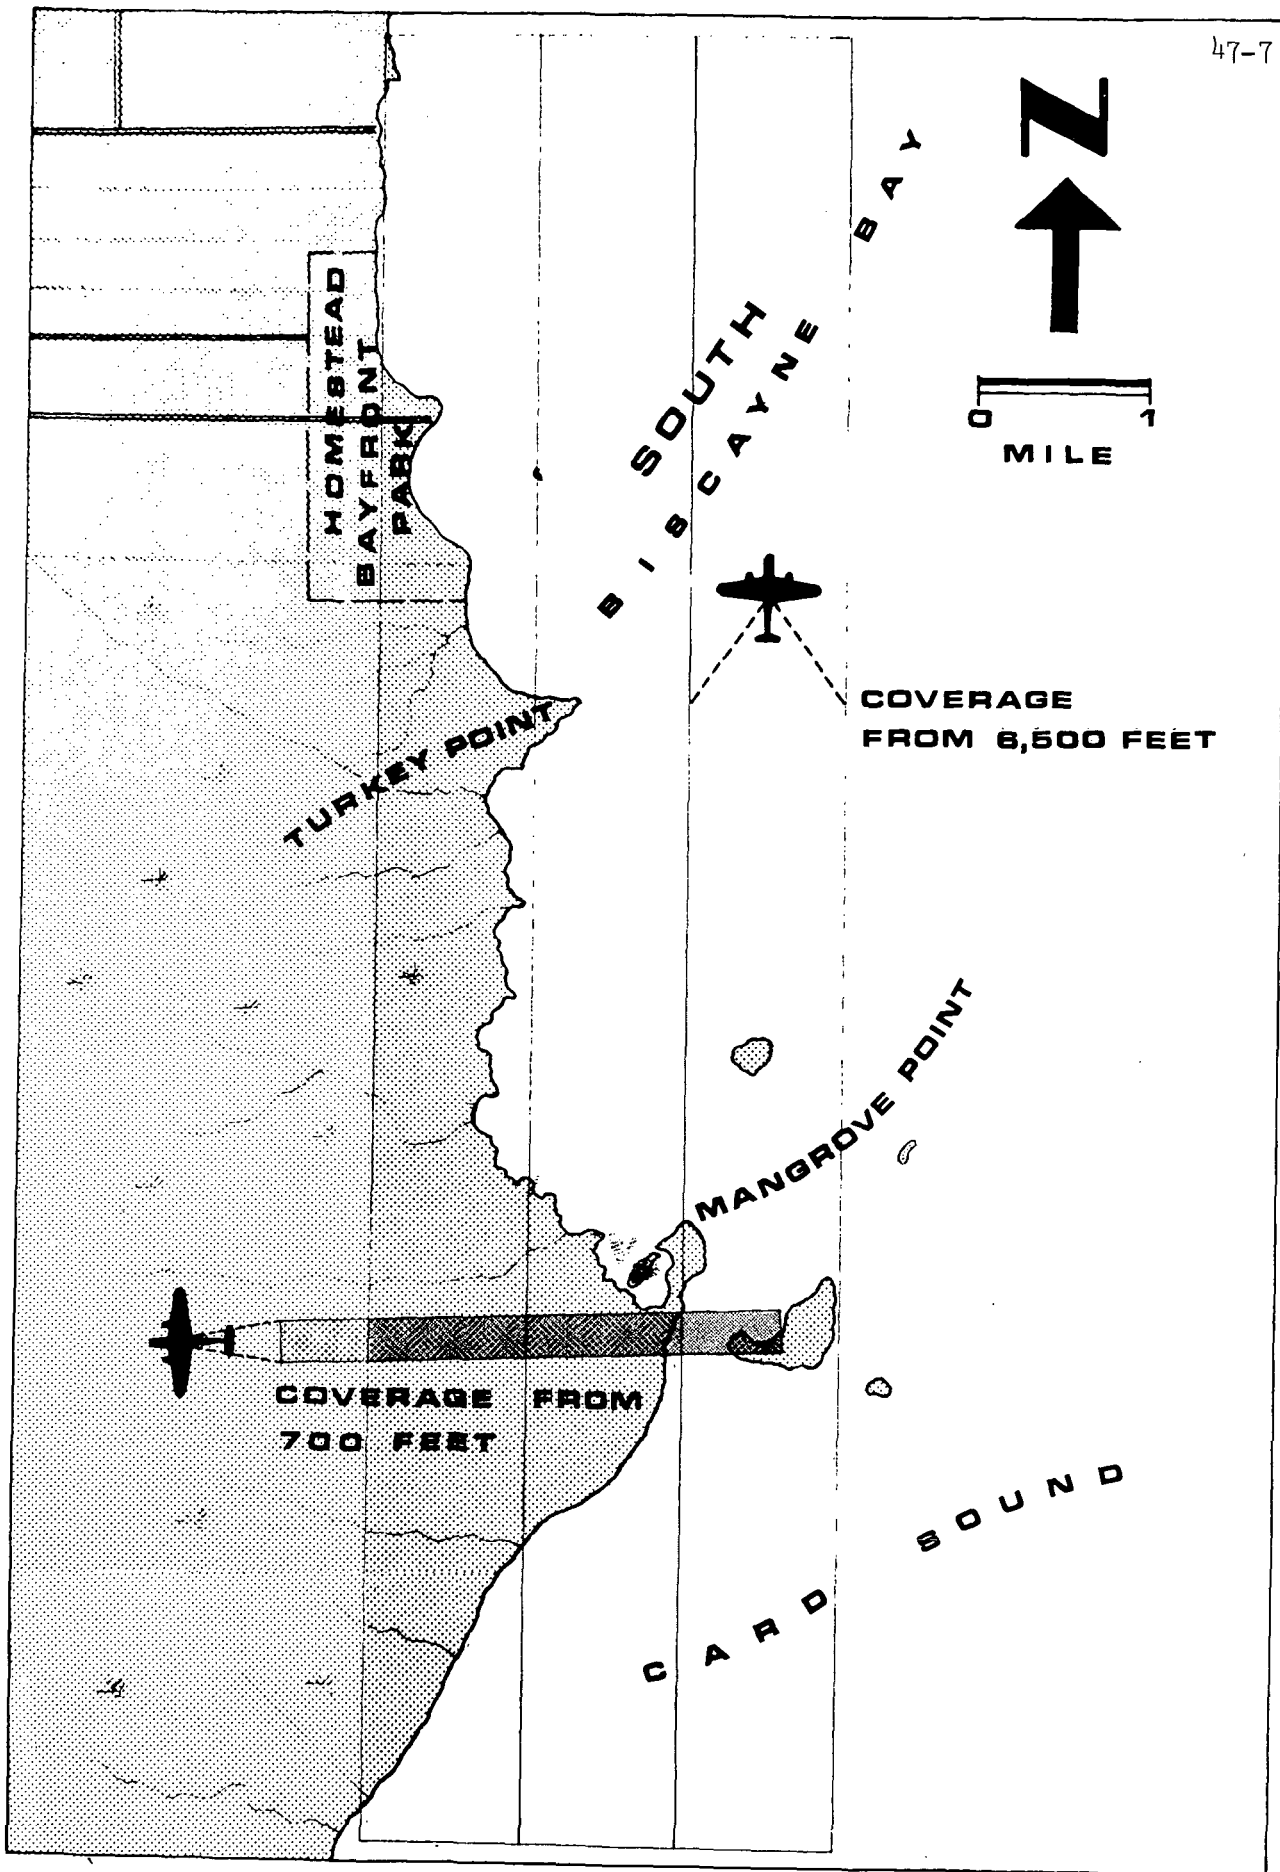 47-7
N
0 1
MILE
SOUTH
BISCAYNE BAY
HOMESTEAD
BAYFRONT
PARK
COVERAGE
FROM 6,500 FEET
TURKEY POINT
MANGROVE POINT
COVERAGE FROM
700 FEET
CARD SOUND